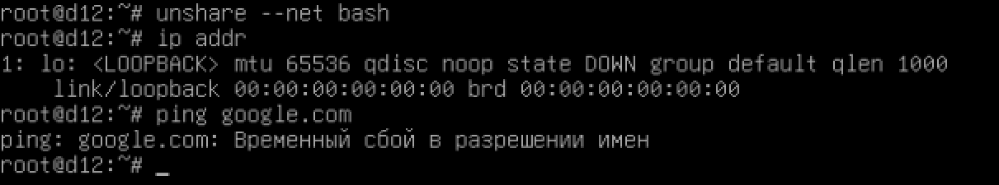 root@d12:~# unshare --net bash
root@d12:~# ip addr
1: lo: <LOOPBACK> mtu 65536 qdisc noop state DOWN group default qlen 1000
    link/loopback 00:00:00:00:00:00 brd 00:00:00:00:00:00
root@d12:~# ping google.com
ping: google.com: Временный сбой в разрешении имен
root@d12:~# _